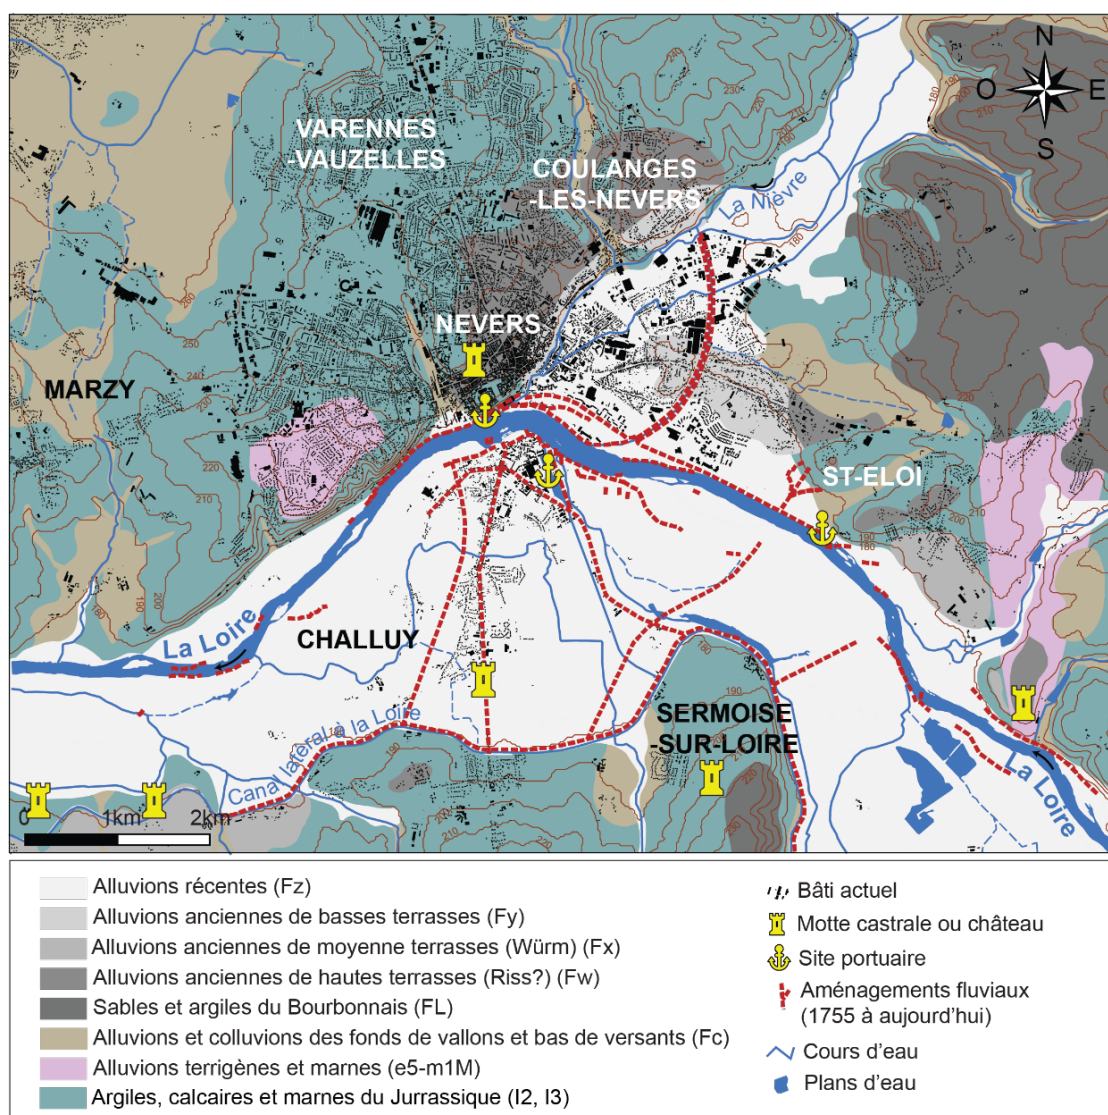 N
O E
S
VARENNES
-VAUZELLES
COULANGES
-LES-NEVERS
La Nièvre
NEVERS
MARZY
ST-ELOI
La Loire
CHALLUY
SERMOISE
-SUR-LOIRE
Canal latéral à la Loire
La Loire
0 1km 2km
Alluvions récentes (Fz)
Alluvions anciennes de basses terrasses (Fy)
Alluvions anciennes de moyenne terrasses (Würm) (Fx)
Alluvions anciennes de hautes terrasses (Riss?) (Fw)
Sables et argiles du Bourbonnais (FL)
Alluvions et colluvions des fonds de vallons et bas de versants (Fc)
Alluvions terrigènes et marnes (e5-m1M)
Argiles, calcaires et marnes du Jurrassique (I2, I3)
Bâti actuel
Motte castrale ou château
Site portuaire
Aménagements fluviaux
(1755 à aujourd'hui)
Cours d'eau
Plans d'eau